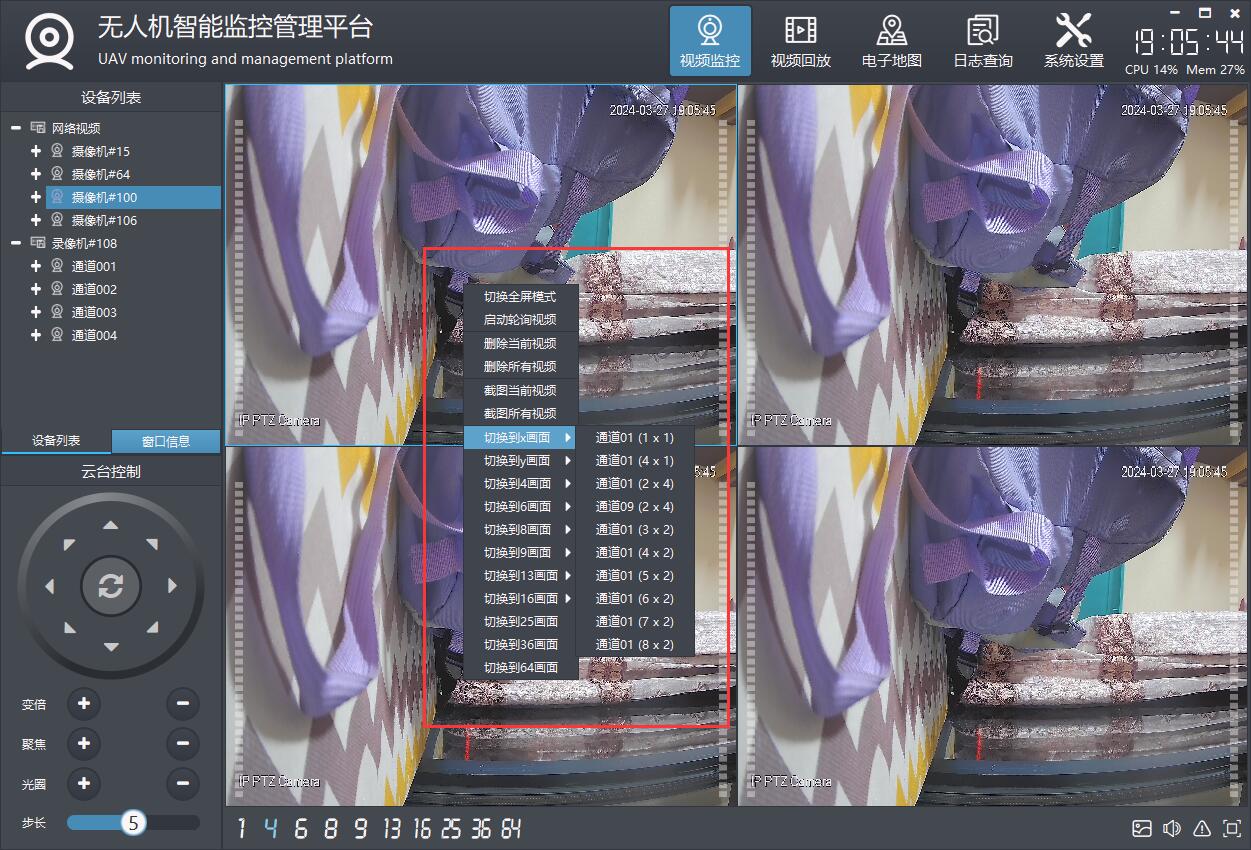 无人机智能监控管理平台
UAV monitoring and management platform
视频监控
视频回放
电子地图
日志查询
系统设置
19:05:44
CPU 14% Mem 27%
设备列表
网络视频
摄像机#15
摄像机#64
摄像机#100
摄像机#106
录像机#108
通道001
通道002
通道003
通道004
设备列表
窗口信息
云台控制
变倍
聚焦
光圈
步长
5
2024-03-27 19:05:45
IP PTZ Camera
2024-03-27 19:05:45
IP PTZ Camera
5:45
IP PTZ Camera
2024-03-27 19:05:45
IP PTZ Camera
切换全屏模式
启动轮询视频
删除当前视频
删除所有视频
截图当前视频
截图所有视频
切换到x画面
切换到y画面
切换到4画面
切换到6画面
切换到8画面
切换到9画面
切换到13画面
切换到16画面
切换到25画面
切换到36画面
切换到64画面
通道01 (1 x 1)
通道01 (4 x 1)
通道01 (2 x 4)
通道09 (2 x 4)
通道01 (3 x 2)
通道01 (4 x 2)
通道01 (5 x 2)
通道01 (6 x 2)
通道01 (7 x 2)
通道01 (8 x 2)
1 4 6 8 9 13 16 25 36 64